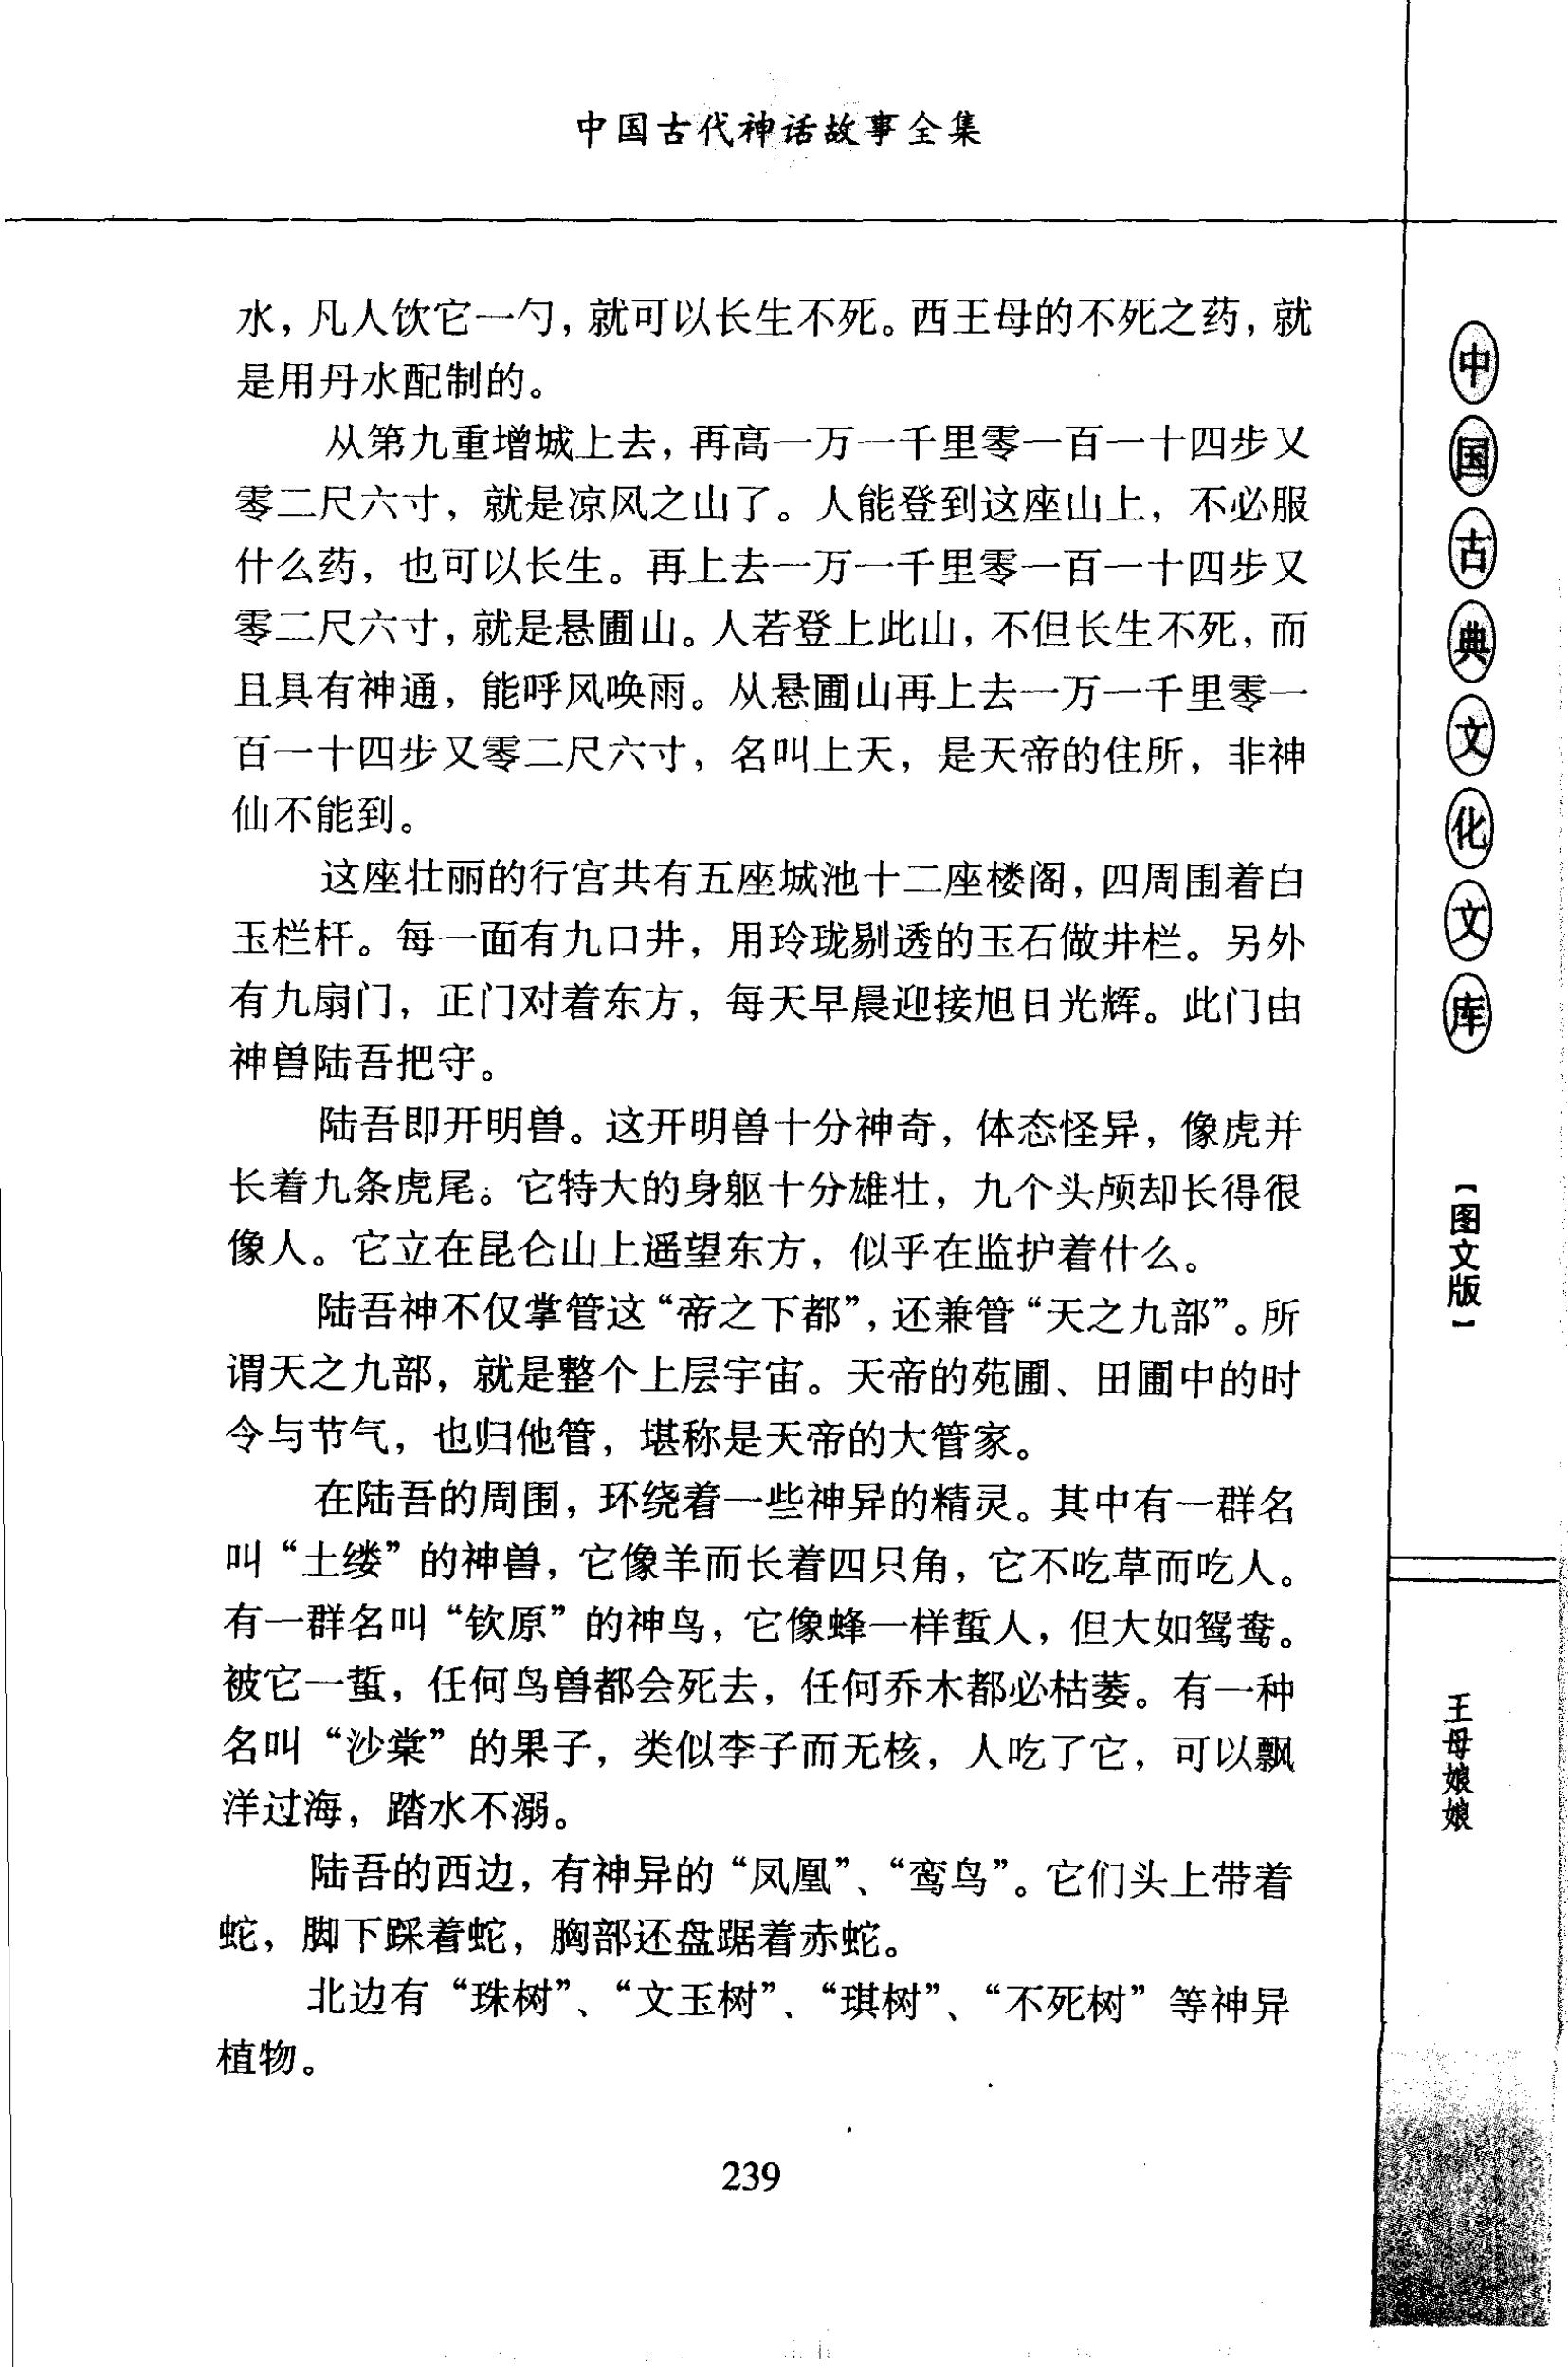 中国古代神话故事全集
水，凡人饮它一勺，就可以长生不死。西王母的不死之药，就
是用丹水配制的。
从第九重增城上去，再高一万一千里零一百一十四步又
零二尺六寸，就是凉风之山了。人能登到这座山上，不必服
什么药，也可以长生。再上去一万一千里零一百一十四步又
零二尺六寸，就是悬圃山。人若登上此山，不但长生不死，而
且具有神通，能呼风唤雨。从悬圃山再上去一万一千里零一
百一十四步又零二尺六寸，名叫上天，是天帝的住所，非神
仙不能到。
这座壮丽的行宫共有五座城池十二座楼阁，四周围着白
玉栏杆。每一面有九口井，用玲珑剔透的玉石做井栏。另外
有九扇门，正门对着东方，每天早晨迎接旭日光辉。此门由
神兽陆吾把守。
陆吾即开明兽。这开明兽十分神奇，体态怪异，像虎并
长着九条虎尾。它特大的身躯十分雄壮，九个头颅却长得很
像人。它立在昆仑山上遥望东方，似乎在监护着什么。
陆吾神不仅掌管这“帝之下都”，还兼管“天之九部”。所
谓天之九部，就是整个上层宇宙。天帝的苑圃、田圃中的时
令与节气，也归他管，堪称是天帝的大管家。
在陆吾的周围，环绕着一些神异的精灵。其中有一群名
叫“土缕”的神兽，它像羊而长着四只角，它不吃草而吃人。
有一群名叫“钦原”的神鸟，它像蜂一样蜇人，但大如鸳鸯。
被它一蜇，任何鸟兽都会死去，任何乔木都必枯萎。有一种
名叫“沙棠”的果子，类似李子而无核，人吃了它，可以飘
洋过海，踏水不溺。
陆吾的西边，有神异的“凤凰”、“鸾鸟”。它们头上带着
蛇，脚下踩着蛇，胸部还盘踞着赤蛇。
北边有“珠树”、“文玉树”、“琪树”、“不死树”等神异
植物。
239
中国古典文化文库
【图文版】
王母娘娘